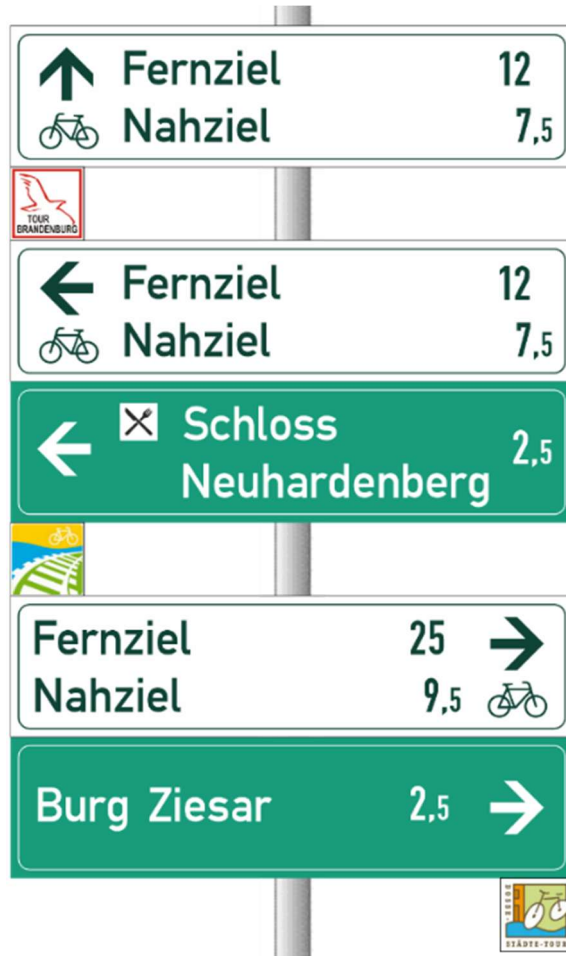 Fernziel 12
Nahziel 7,5
TOUR
BRANDENBURG
Fernziel 12
Nahziel 7,5
Schloss
Neuhardenberg 2,5
Fernziel 25
Nahziel 9,5
Burg Ziesar 2,5
STÄDTE-TOUR